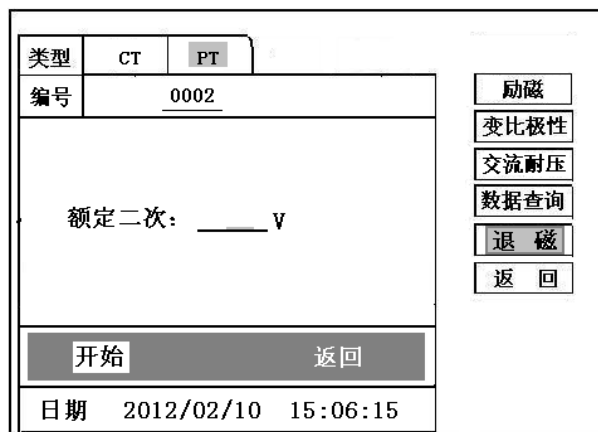 类型 CT PT
编号 0002
额定二次： V
开始 返回
日期 2012/02/10 15:06:15
励磁
变比极性
交流耐压
数据查询
退 磁
返 回